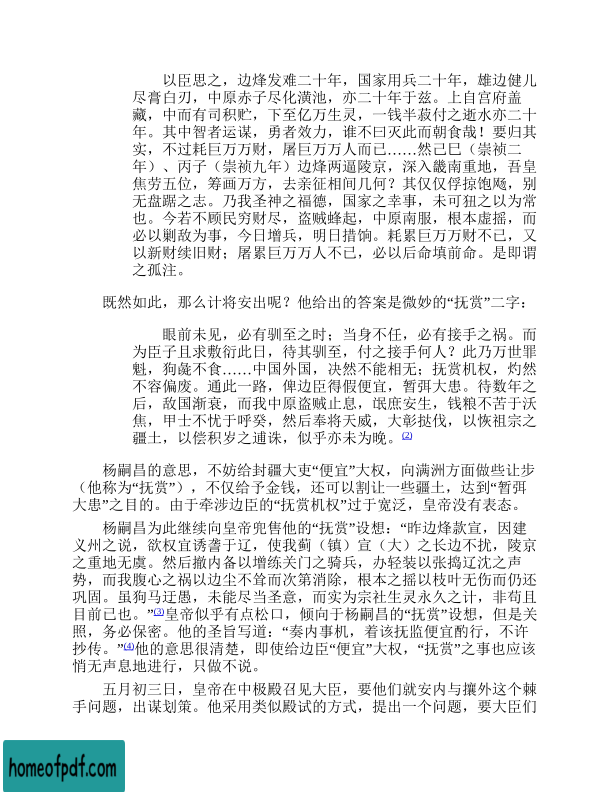 以臣思之，边烽发难二十年，国家用兵二十年，雄边健儿
尽膏白刃，中原赤子尽化潢池，亦二十年于兹。上自宫府盖
藏，中而有司积贮，下至亿万生灵，一钱半菽付之逝水亦二十
年。其中智者运谋，勇者效力，谁不曰灭此而朝食哉！要归其
实，不过耗巨万万财，屠巨万万人而已……然己巳（崇祯二
年）、丙子（崇祯九年）边烽两逼陵京，深入畿南重地，吾皇
焦劳五位，筹画万方，去亲征相间几何？其仅仅俘掠饱飏，别
无盘踞之志。乃我圣神之福德，国家之幸事，未可狃之以为常
也。今若不顾民穷财尽，盗贼蜂起，中原南服，根本虚摇，而
必以剿敌为事，今日增兵，明日措饷。耗累巨万万财不已，又
以新财续旧财；屠累巨万万人不已，必以后命填前命。是即谓
之孤注。
既然如此，那么计将安出呢？他给出的答案是微妙的“抚赏”二字：
眼前未见，必有驯至之时；当身不任，必有接手之祸。而
为臣子且求敷衍此日，待其驯至，付之接手何人？此乃万世罪
魁，狗彘不食……中国外国，决然不能相无；抚赏机权，灼然
不容偏废。通此一路，俾边臣得假便宜，暂弭大患。待数年之
后，敌国渐衰，而我中原盗贼止息，氓庶安生，钱粮不苦于沃
焦，甲士不忧于呼癸，然后奉将天威，大彰挞伐，以恢祖宗之
疆土，以偿积岁之逋诛，似乎亦未为晚。(2)
杨嗣昌的意思，不妨给封疆大吏“便宜”大权，向满洲方面做些让步
（他称为“抚赏”），不仅给予金钱，还可以割让一些疆土，达到“暂弭
大患”之目的。由于牵涉边臣的“抚赏机权”过于宽泛，皇帝没有表态。
杨嗣昌为此继续向皇帝兜售他的“抚赏”设想：“昨边烽款宣，因建
义州之说，欲权宜诱砻于辽，使我蓟（镇）宣（大）之长边不扰，陵京
之重地无虞。然后撤内备以增练关门之骑兵，办轻装以张捣辽沈之声
势，而我腹心之祸以边尘不耸而次第消除，根本之摇以枝叶无伤而仍还
巩固。虽狗马迂愚，未能尽当圣意，而实为宗社生灵永久之计，非苟且
目前已也。”(3)皇帝似乎有点松口，倾向于杨嗣昌的“抚赏”设想，但是关
照，务必保密。他的圣旨写道：“奏内事机，着该抚监便宜酌行，不许
抄传。”(4)他的意思很清楚，即使给边臣“便宜”大权，“抚赏”之事也应该
悄无声息地进行，只做不说。
五月初三日，皇帝在中极殿召见大臣，要他们就安内与攘外这个棘
手问题，出谋划策。他采用类似殿试的方式，提出一个问题，要大臣们
homeofpdf.com